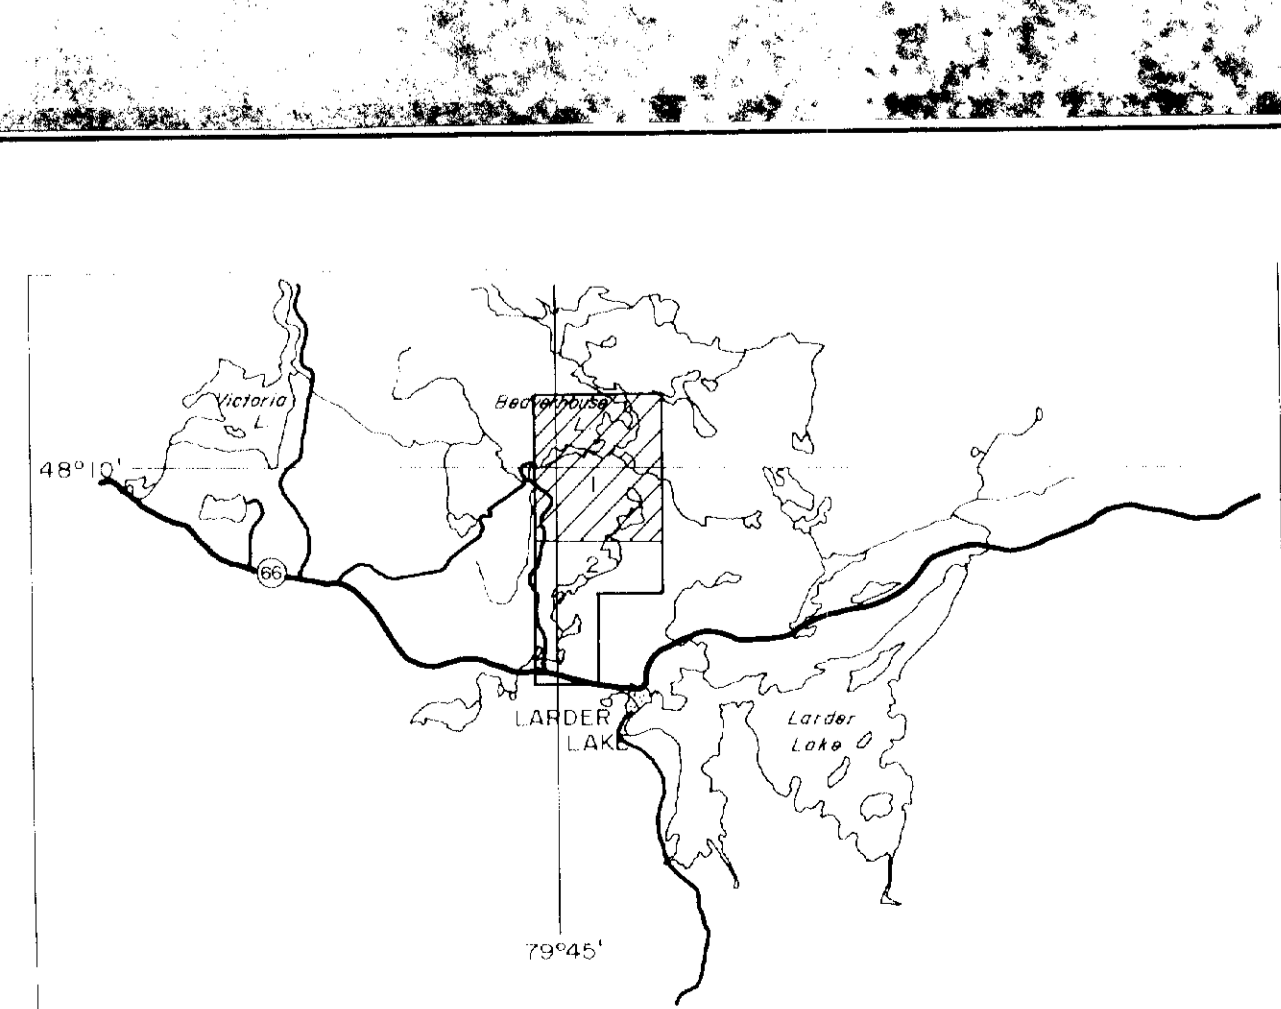 Beaverhouse
L.
Victoria
L.
48°10'
1
2
66
LARDER
LAKE
Larder
Lake
79°45'